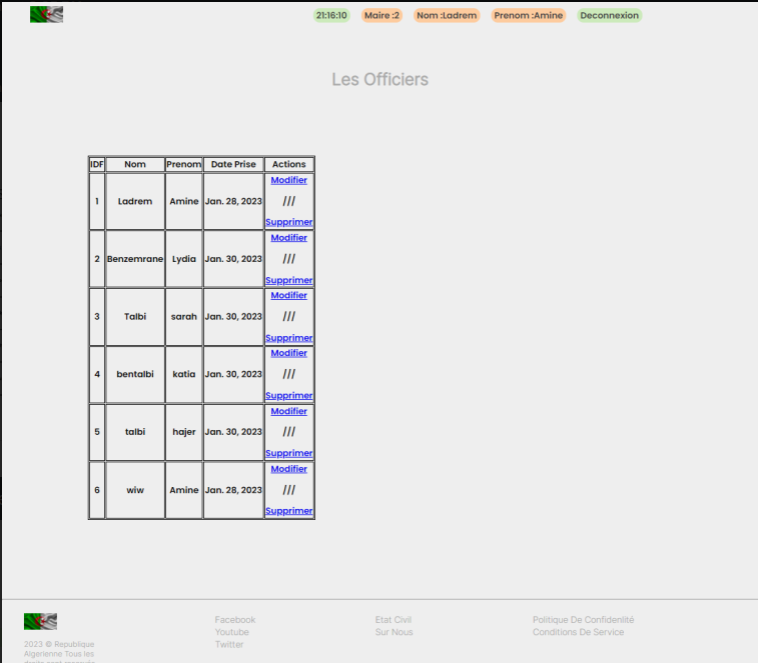 21:16:10 Maire :2 Nom :Ladrem Prenom :Amine Deconnexion
Les Officiers
IDF Nom Prenom Date Prise Actions
1 Ladrem Amine Jan. 28, 2023 Modifier
///
Supprimer
2 Benzemrane Lydia Jan. 30, 2023 Modifier
///
Supprimer
3 Talbi sarah Jan. 30, 2023 Modifier
///
Supprimer
4 bentalbi katia Jan. 30, 2023 Modifier
///
Supprimer
5 talbi hajer Jan. 30, 2023 Modifier
///
Supprimer
6 wiw Amine Jan. 28, 2023 Modifier
///
Supprimer
2023 © Republique
Algerienne Tous les
droits sont reservés
Facebook
Youtube
Twitter
Etat Civil
Sur Nous
Politique De Confidenlité
Conditions De Service